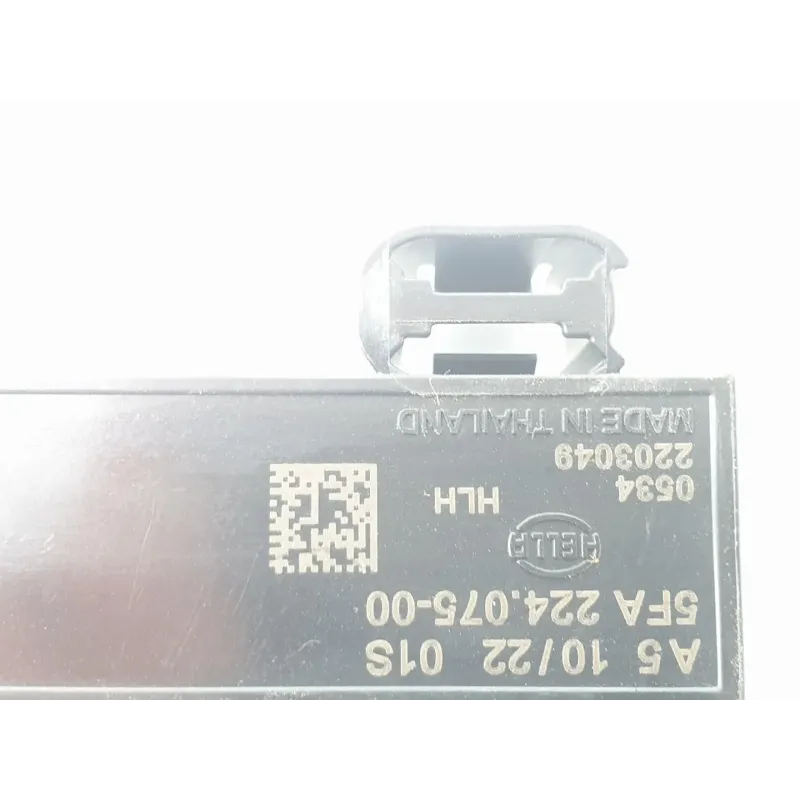 A5 10/22 01S
5FA 224.075-00
HELLA
HLH
0534
2203049
MADE IN THAILAND